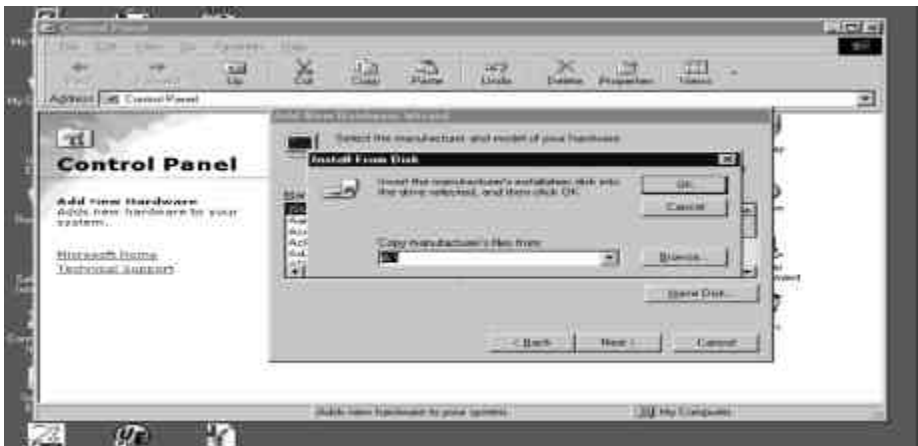 Control Panel
File Edit View Go Favorites Help
Up Cut Copy Paste Undo Delete Properties Views
Address Control Panel
Add New Hardware Wizard
Select the manufacturer and model of your hardware.
Control Panel
Install From Disk
Insert the manufacturer's installation disk into
the drive selected, and then click OK.
OK
Cancel
Add New Hardware
Adds new hardware to your
system.
Copy manufacturer's files from:
Browse...
Microsoft Home
Technical Support
Have Disk...
< Back Next > Cancel
Adds new hardware to your system.
My Computer